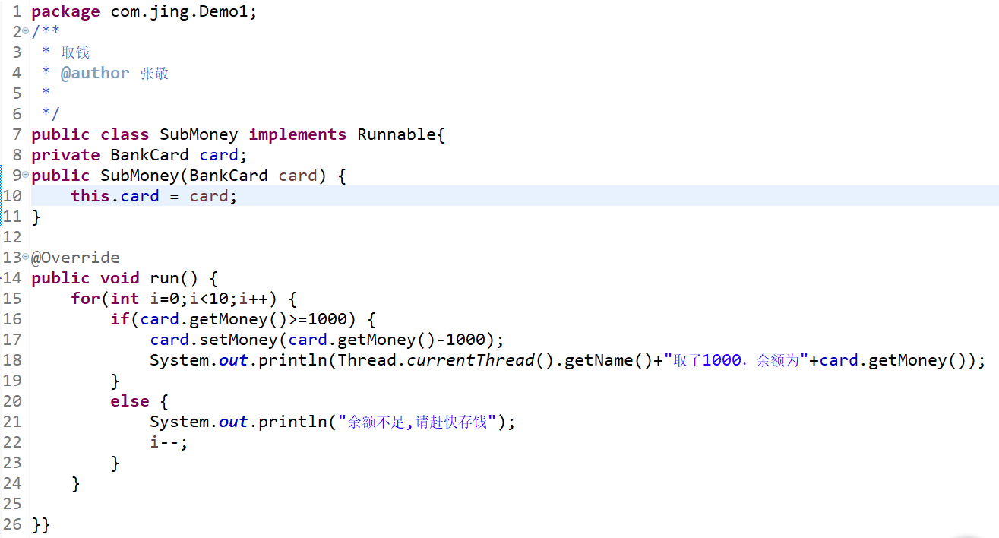 1 package com.jing.Demo1;
2 /**
3  * 取钱
4  * @author 张敬
5  *
6  */
7 public class SubMoney implements Runnable{
8 private BankCard card;
9 public SubMoney(BankCard card) {
10     this.card = card;
11 }
12
13 @Override
14 public void run() {
15     for(int i=0;i<10;i++) {
16         if(card.getMoney()>=1000) {
17             card.setMoney(card.getMoney()-1000);
18             System.out.println(Thread.currentThread().getName()+"取了1000，余额为"+card.getMoney());
19         }
20         else {
21             System.out.println("余额不足,请赶快存钱");
22             i--;
23         }
24     }
25
26 }}